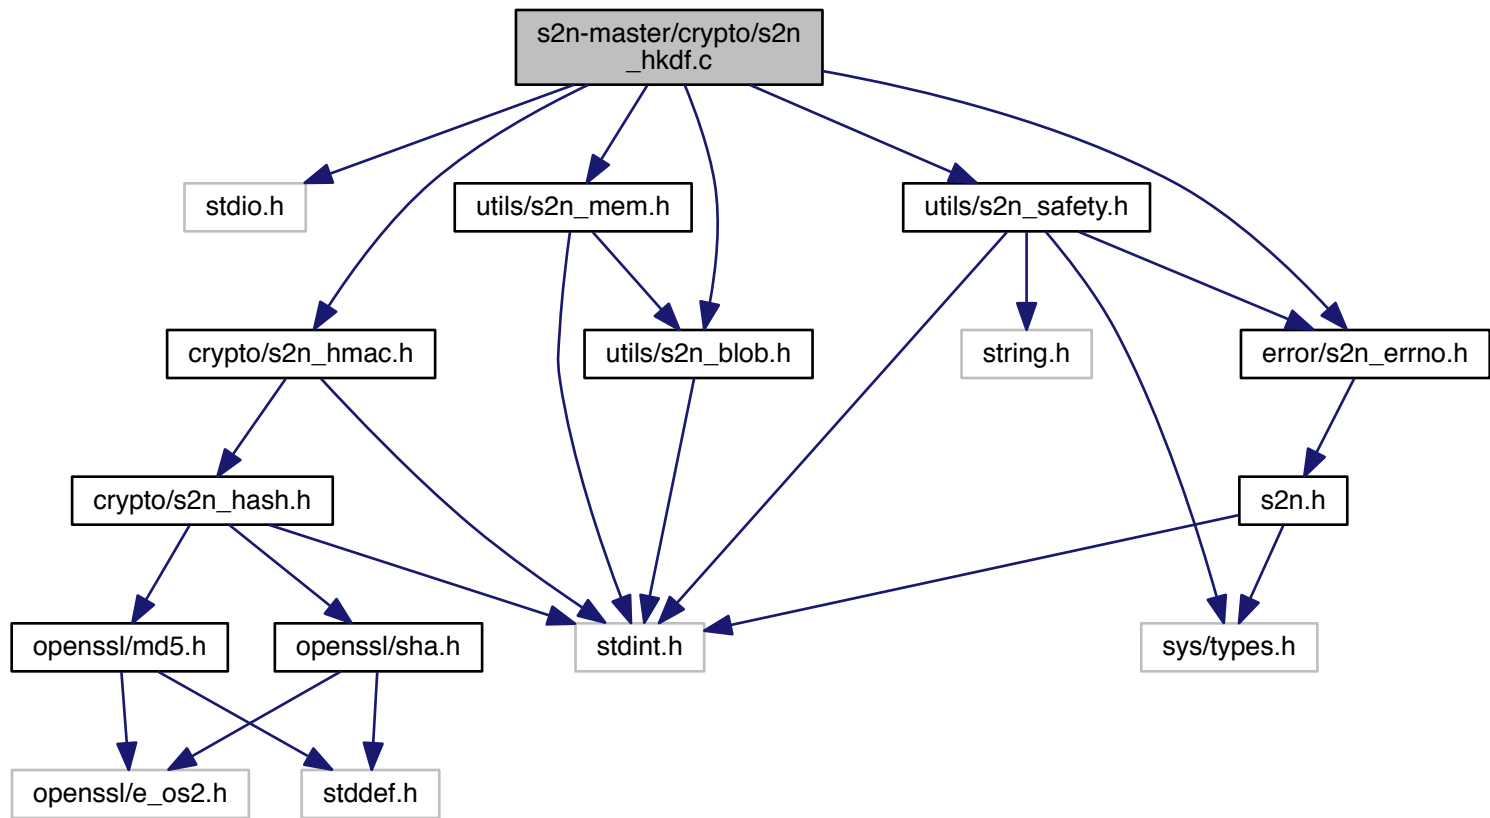 s2n-master/crypto/s2n
_hkdf.c
stdio.h
utils/s2n_mem.h
utils/s2n_safety.h
crypto/s2n_hmac.h
utils/s2n_blob.h
string.h
error/s2n_errno.h
crypto/s2n_hash.h
s2n.h
openssl/md5.h
openssl/sha.h
stdint.h
sys/types.h
openssl/e_os2.h
stddef.h